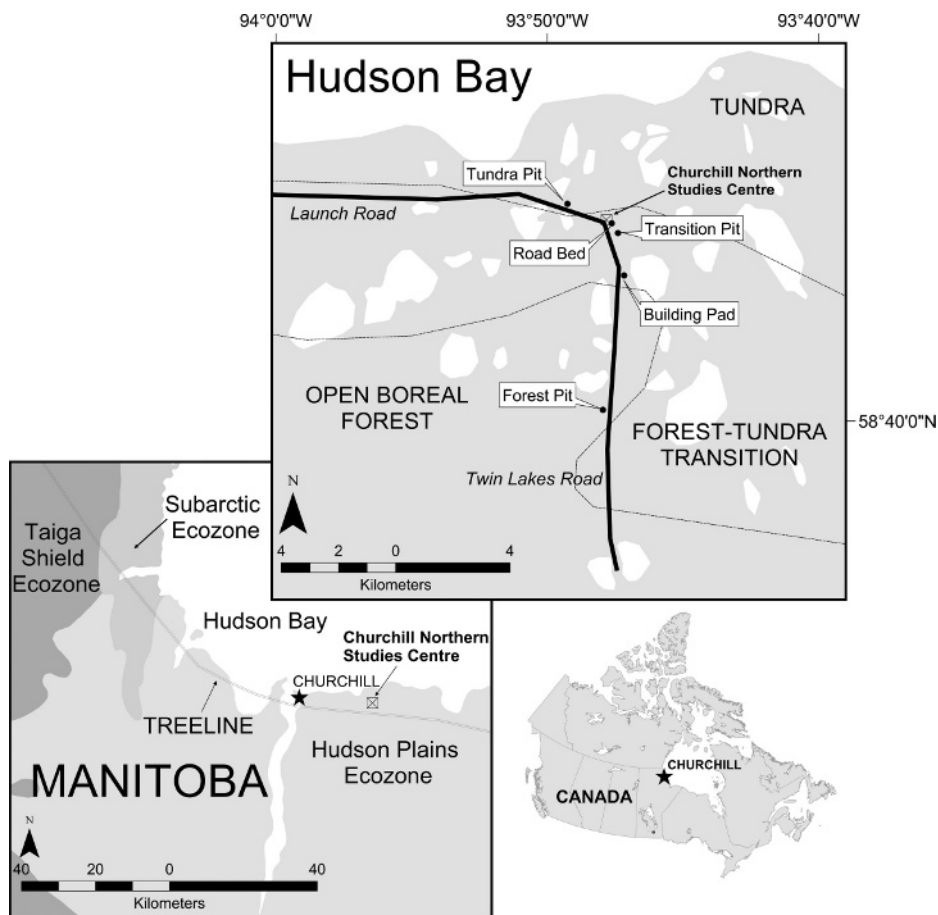 94°0'0"W
93°50'0"W
93°40'0"W
Hudson Bay
TUNDRA
Tundra Pit
Churchill Northern
Studies Centre
Launch Road
Road Bed
Transition Pit
Building Pad
OPEN BOREAL
FOREST
Forest Pit
58°40'0"N
FOREST-TUNDRA
TRANSITION
Twin Lakes Road
N
4 2 0 4
Kilometers
Subarctic
Ecozone
Taiga
Shield
Ecozone
Hudson Bay
Churchill Northern
Studies Centre
CHURCHILL
TREELINE
Hudson Plains
Ecozone
MANITOBA
N
40 20 0 40
Kilometers
CHURCHILL
CANADA